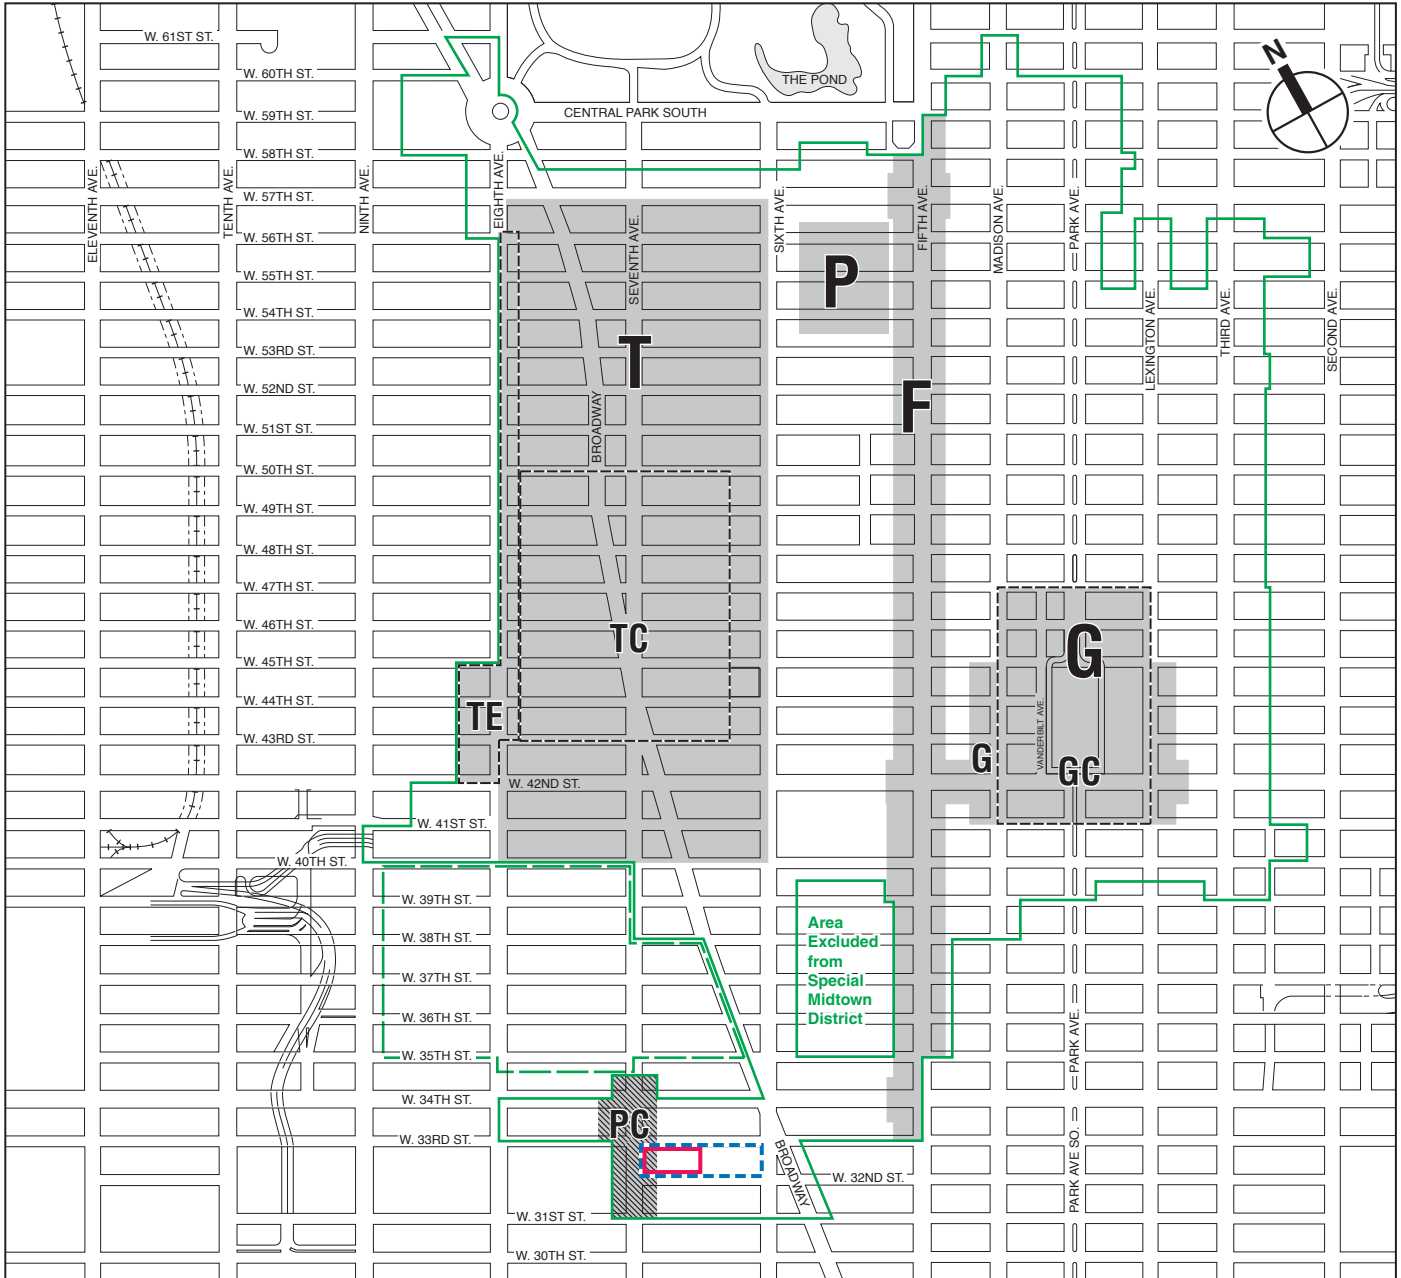 W. 61ST ST.
W. 60TH ST.
THE POND
N
W. 59TH ST.
CENTRAL PARK SOUTH
W. 58TH ST.
W. 57TH ST.
ELEVENTH AVE.
TENTH AVE.
NINTH AVE.
EIGHTH AVE.
SEVENTH AVE.
SIXTH AVE.
FIFTH AVE.
MADISON AVE.
PARK AVE.
W. 56TH ST.
W. 55TH ST.
P
W. 54TH ST.
LEXINGTON AVE.
THIRD AVE.
SECOND AVE.
W. 53RD ST.
T
W. 52ND ST.
F
BROADWAY
W. 51ST ST.
W. 50TH ST.
W. 49TH ST.
W. 48TH ST.
W. 47TH ST.
W. 46TH ST.
TC
G
W. 45TH ST.
W. 44TH ST.
TE
VANDERBILT AVE.
W. 43RD ST.
G
GC
W. 42ND ST.
W. 41ST ST.
W. 40TH ST.
W. 39TH ST.
Area
Excluded
from
Special
Midtown
District
W. 38TH ST.
W. 37TH ST.
W. 36TH ST.
PARK AVE.
W. 35TH ST.
W. 34TH ST.
PC
W. 33RD ST.
BROADWAY
W. 32ND ST.
PARK AVE SO.
W. 31ST ST.
W. 30TH ST.